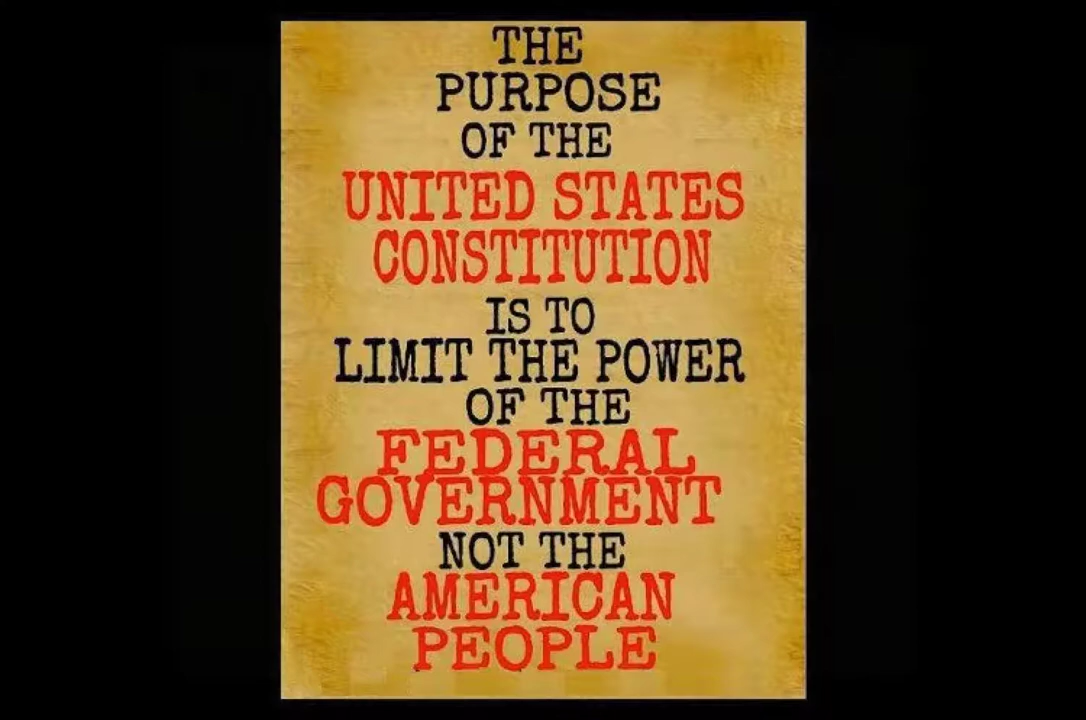 THE
PURPOSE
OF THE
UNITED STATES
CONSTITUTION
IS TO
LIMIT THE POWER
OF THE
FEDERAL
GOVERNMENT
NOT THE
AMERICAN
PEOPLE